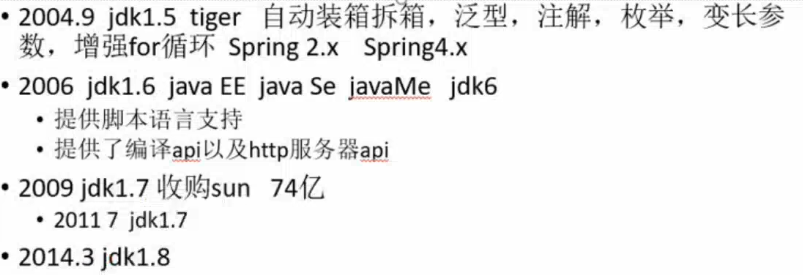 • 2004.9 jdk1.5 tiger 自动装箱拆箱，泛型，注解，枚举，变长参
数，增强for循环 Spring 2.x Spring4.x
• 2006 jdk1.6 java EE java Se javaMe jdk6
• 提供脚本语言支持
• 提供了编译api以及http服务器api
• 2009 jdk1.7 收购sun 74亿
• 2011 7 jdk1.7
• 2014.3 jdk1.8